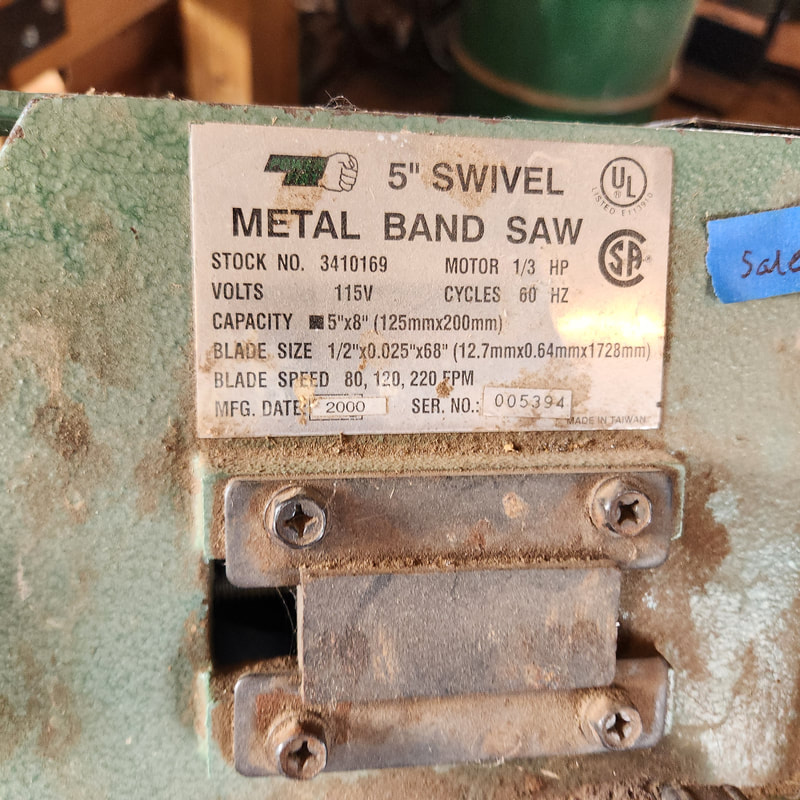 5" SWIVEL
METAL BAND SAW
UL
®
LISTED E113910
SA®
STOCK NO. 3410169 MOTOR 1/3 HP
VOLTS 115V CYCLES 60 HZ
CAPACITY ■5"x8" (125mmx200mm)
BLADE SIZE 1/2"x0.025"x68" (12.7mmx0.64mmx1728mm)
BLADE SPEED 80, 120, 220 FPM
MFG. DATE: 2000 SER. NO.: 005394
MADE IN TAIWAN
Sale